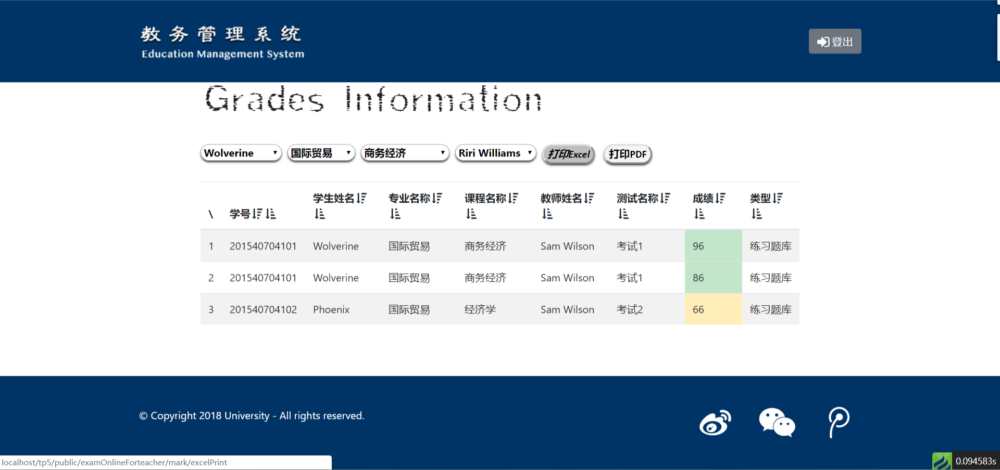 教务管理系统
Education Management System
登出
Grades Information
Wolverine 国际贸易 商务经济 Riri Williams 打印Excel 打印PDF
\ 学号 学生姓名 专业名称 课程名称 教师姓名 测试名称 成绩 类型
1 201540704101 Wolverine 国际贸易 商务经济 Sam Wilson 考试1 96 练习题库
2 201540704101 Wolverine 国际贸易 商务经济 Sam Wilson 考试1 86 练习题库
3 201540704102 Phoenix 国际贸易 经济学 Sam Wilson 考试2 66 练习题库
© Copyright 2018 University - All rights reserved.
localhost/tp5/public/examOnlineForteacher/mark/excelPrint
0.094583s